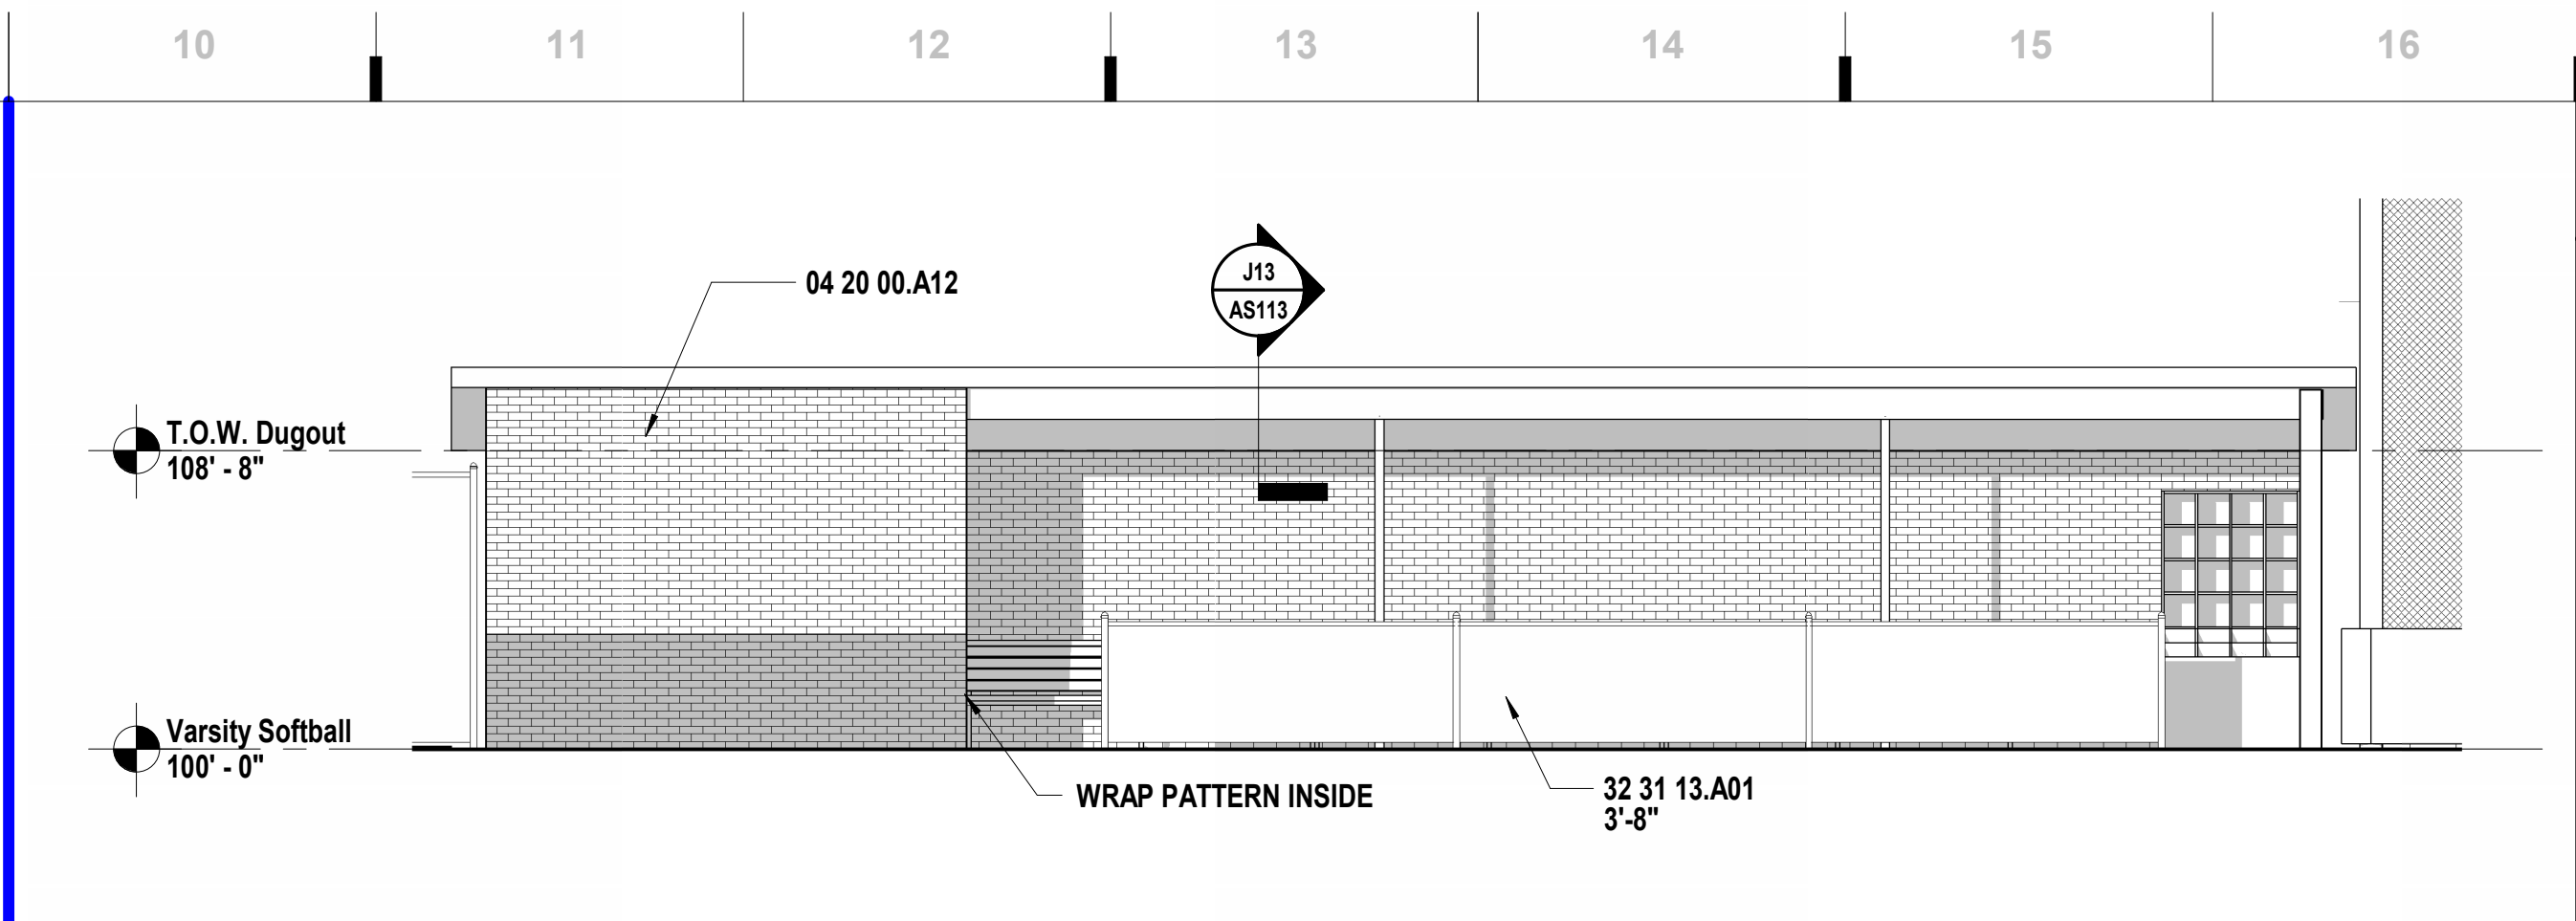 10 11 12 13 14 15 16
J13
AS113
04 20 00.A12
T.O.W. Dugout
108' - 8"
Varsity Softball
100' - 0"
WRAP PATTERN INSIDE
32 31 13.A01
3'-8"